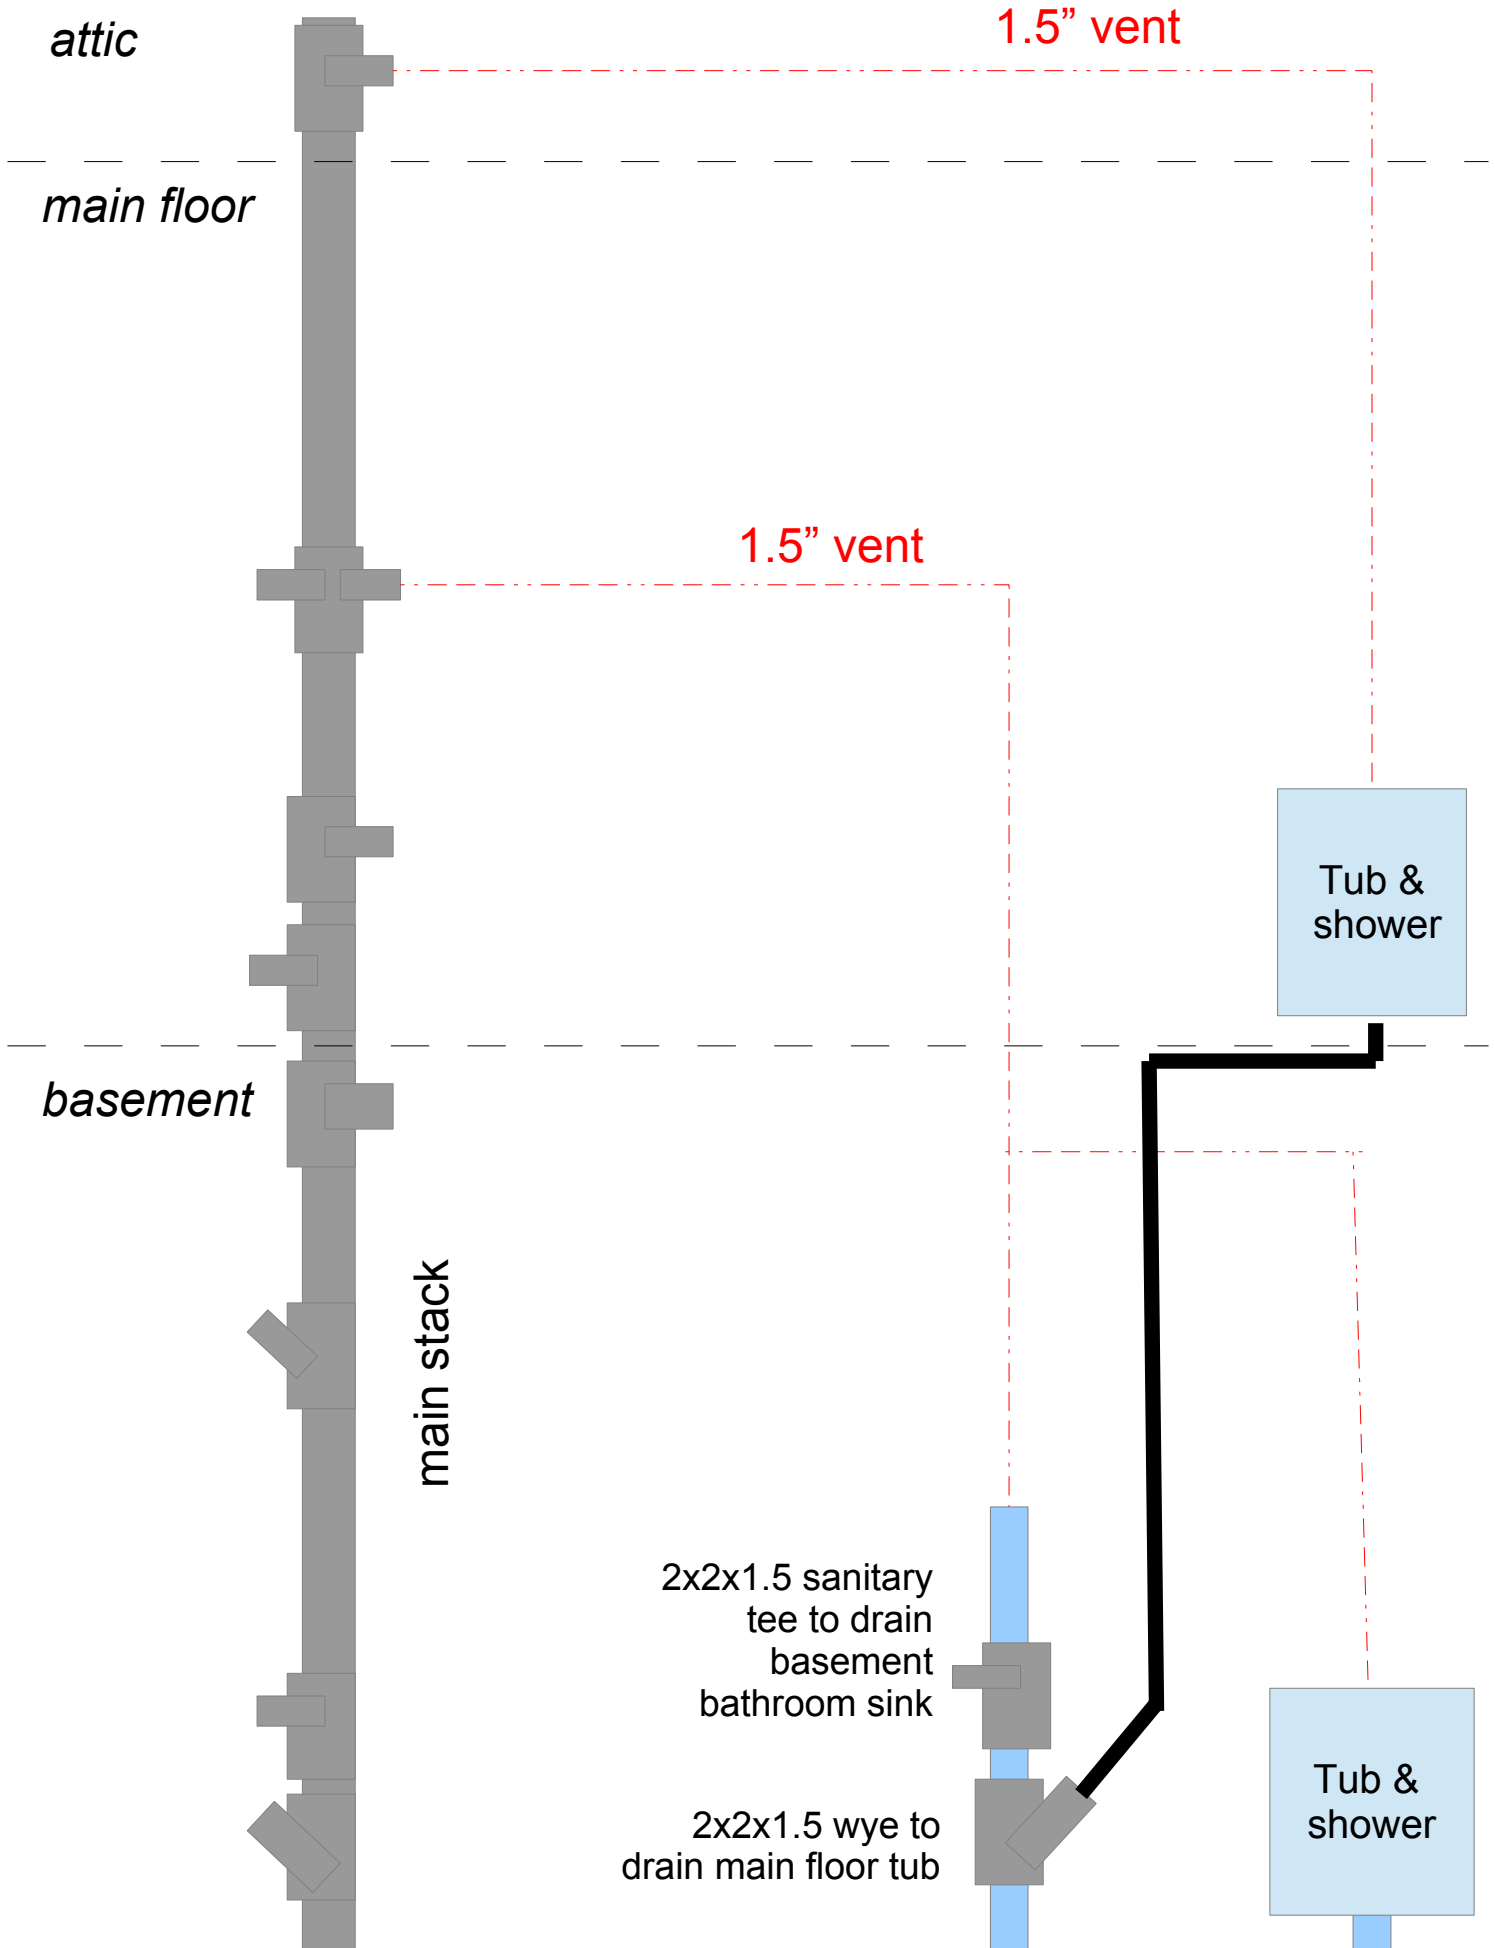 attic
1.5” vent
main floor
1.5” vent
Tub &
shower
basement
main stack
2x2x1.5 sanitary
tee to drain
basement
bathroom sink
2x2x1.5 wye to
drain main floor tub
Tub &
shower